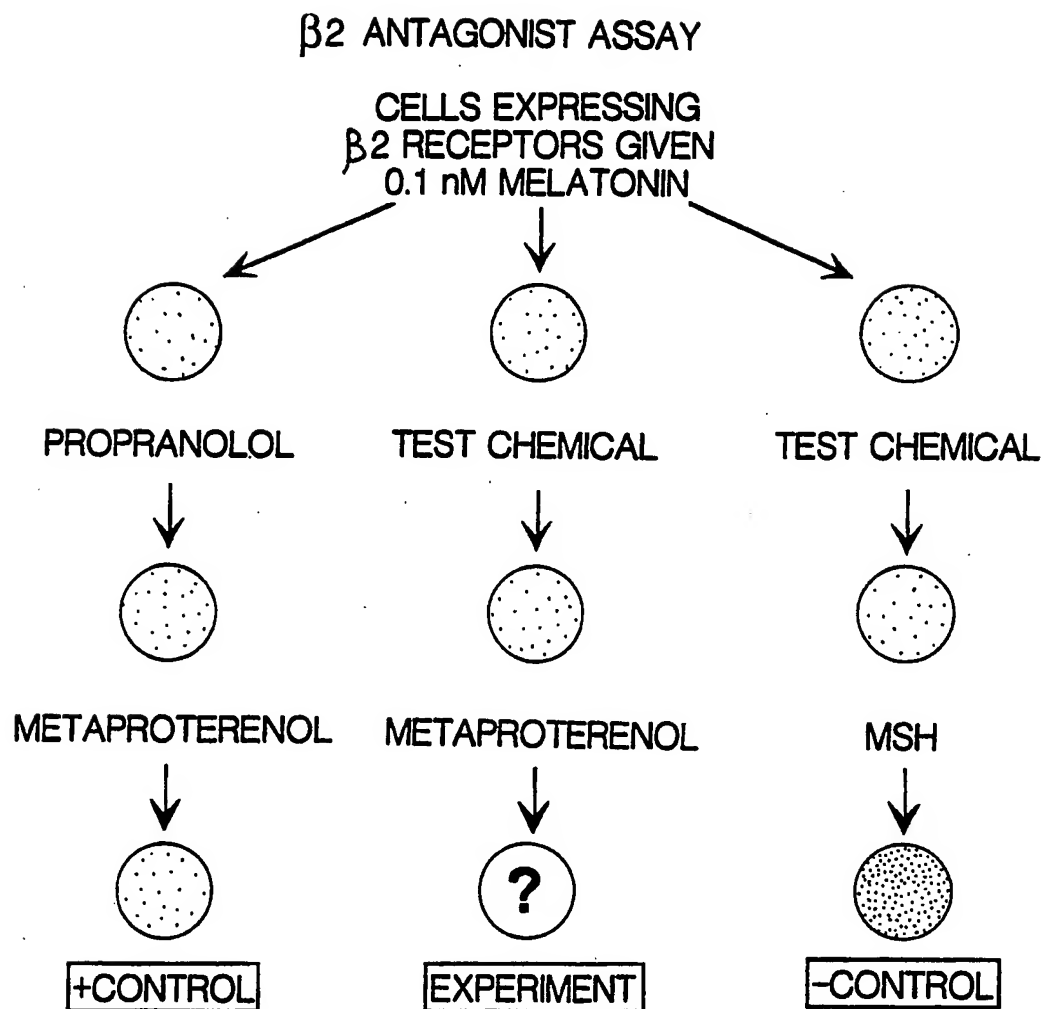 β2 ANTAGONIST ASSAY
CELLS EXPRESSING
β2 RECEPTORS GIVEN
0.1 nM MELATONIN
PROPRANOLOL
TEST CHEMICAL
TEST CHEMICAL
METAPROTERENOL
METAPROTERENOL
MSH
?
+CONTROL
EXPERIMENT
-CONTROL